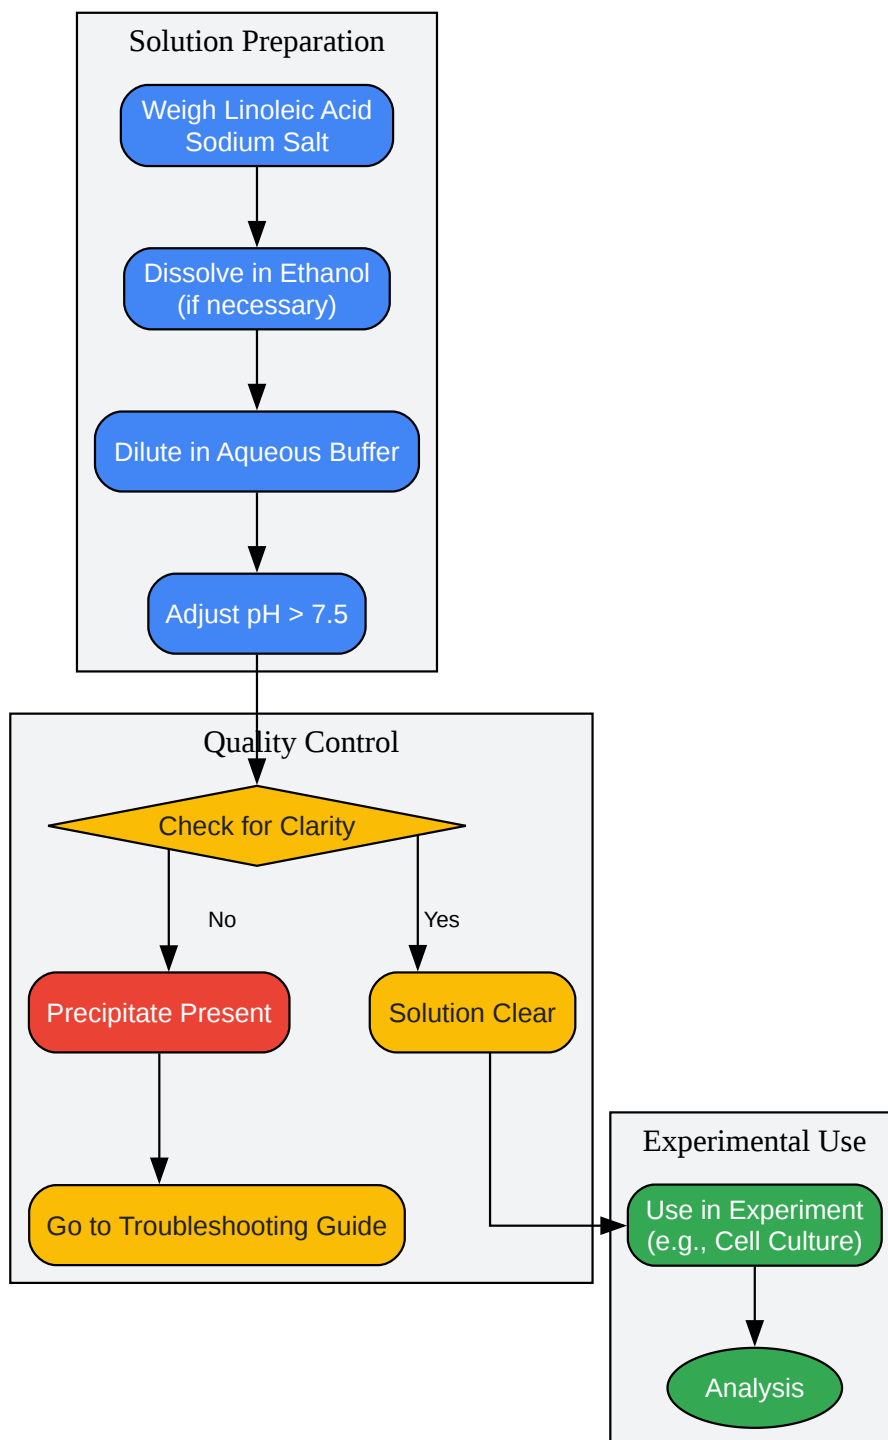 Solution Preparation
Weigh Linoleic Acid
Sodium Salt
Dissolve in Ethanol
(if necessary)
Dilute in Aqueous Buffer
Adjust pH > 7.5
Quality Control
Check for Clarity
No
Yes
Precipitate Present
Solution Clear
Go to Troubleshooting Guide
Experimental Use
Use in Experiment
(e.g., Cell Culture)
Analysis